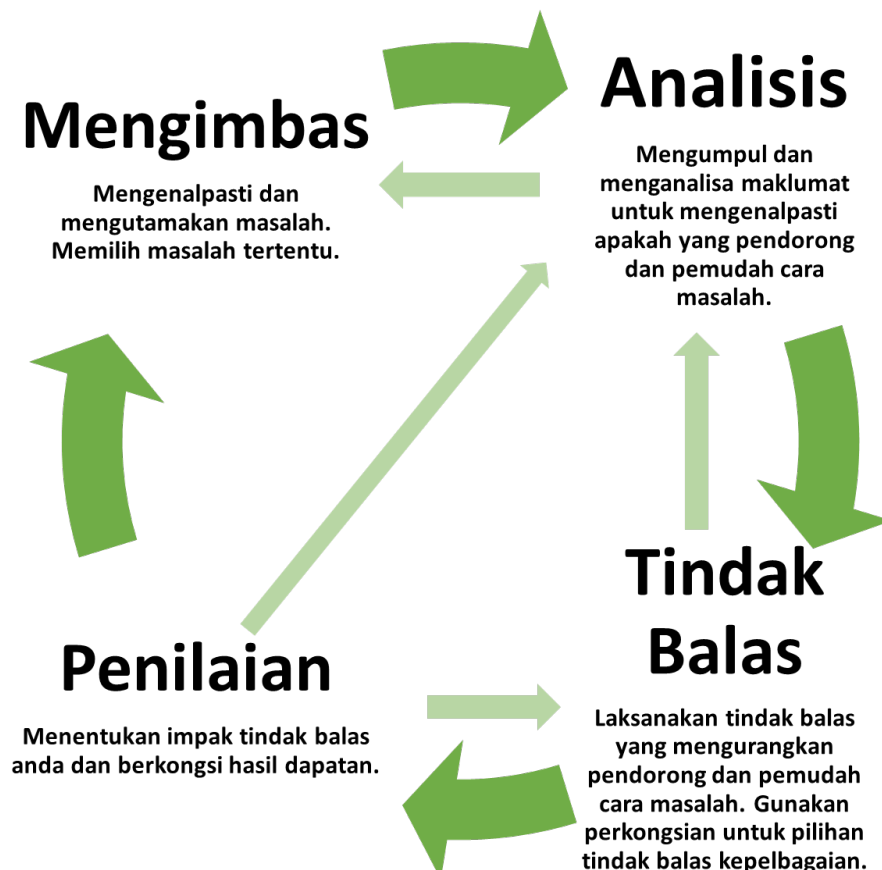 Mengimbas
Mengenalpasti dan
mengutamakan masalah.
Memilih masalah tertentu.
Analisis
Mengumpul dan
menganalisa maklumat
untuk mengenalpasti
apakah yang pendorong
dan pemudah cara
masalah.
Tindak
Balas
Laksanakan tindak balas
yang mengurangkan
pendorong dan pemudah
cara masalah. Gunakan
perkongsian untuk pilihan
tindak balas kepelbagaian.
Penilaian
Menentukan impak tindak balas
anda dan berkongsi hasil dapatan.